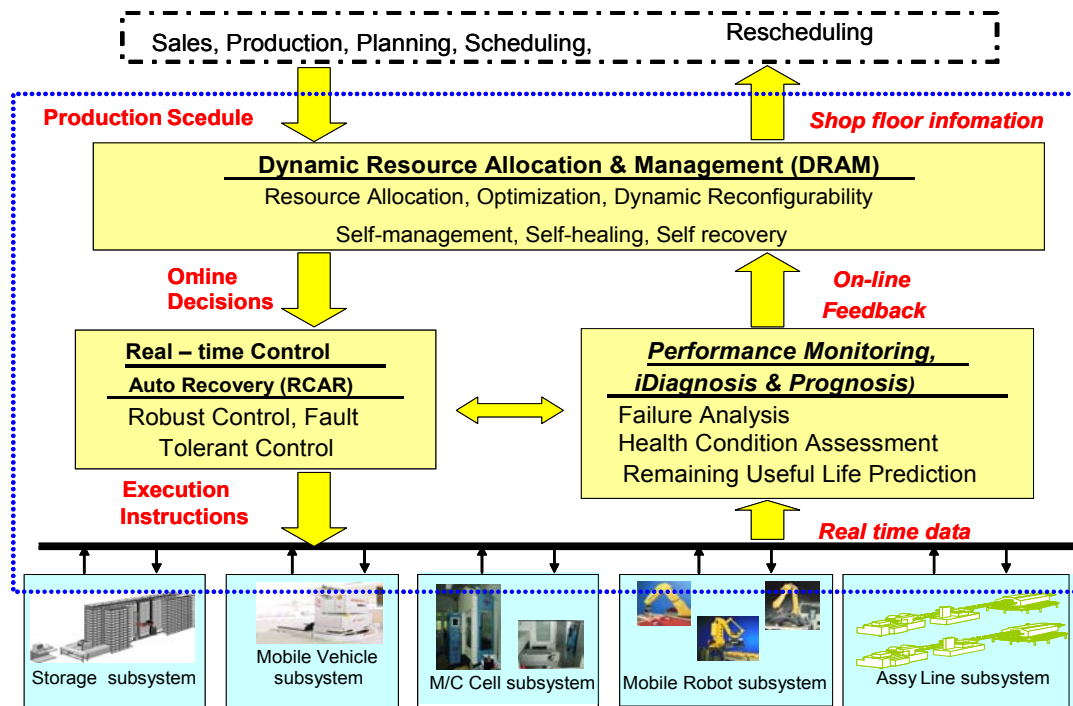 Sales, Production, Planning, Scheduling,
Rescheduling
Production Scedule
Shop floor infomation
Dynamic Resource Allocation & Management (DRAM)
Resource Allocation, Optimization, Dynamic Reconfigurability
Self-management, Self-healing, Self recovery
Online
Decisions
On-line
Feedback
Real – time Control
Auto Recovery (RCAR)
Robust Control, Fault
Tolerant Control
Performance Monitoring,
iDiagnosis & Prognosis)
Failure Analysis
Health Condition Assessment
Remaining Useful Life Prediction
Execution
Instructions
Real time data
Storage subsystem
Mobile Vehicle
subsystem
M/C Cell subsystem
Mobile Robot subsystem
Assy Line subsystem